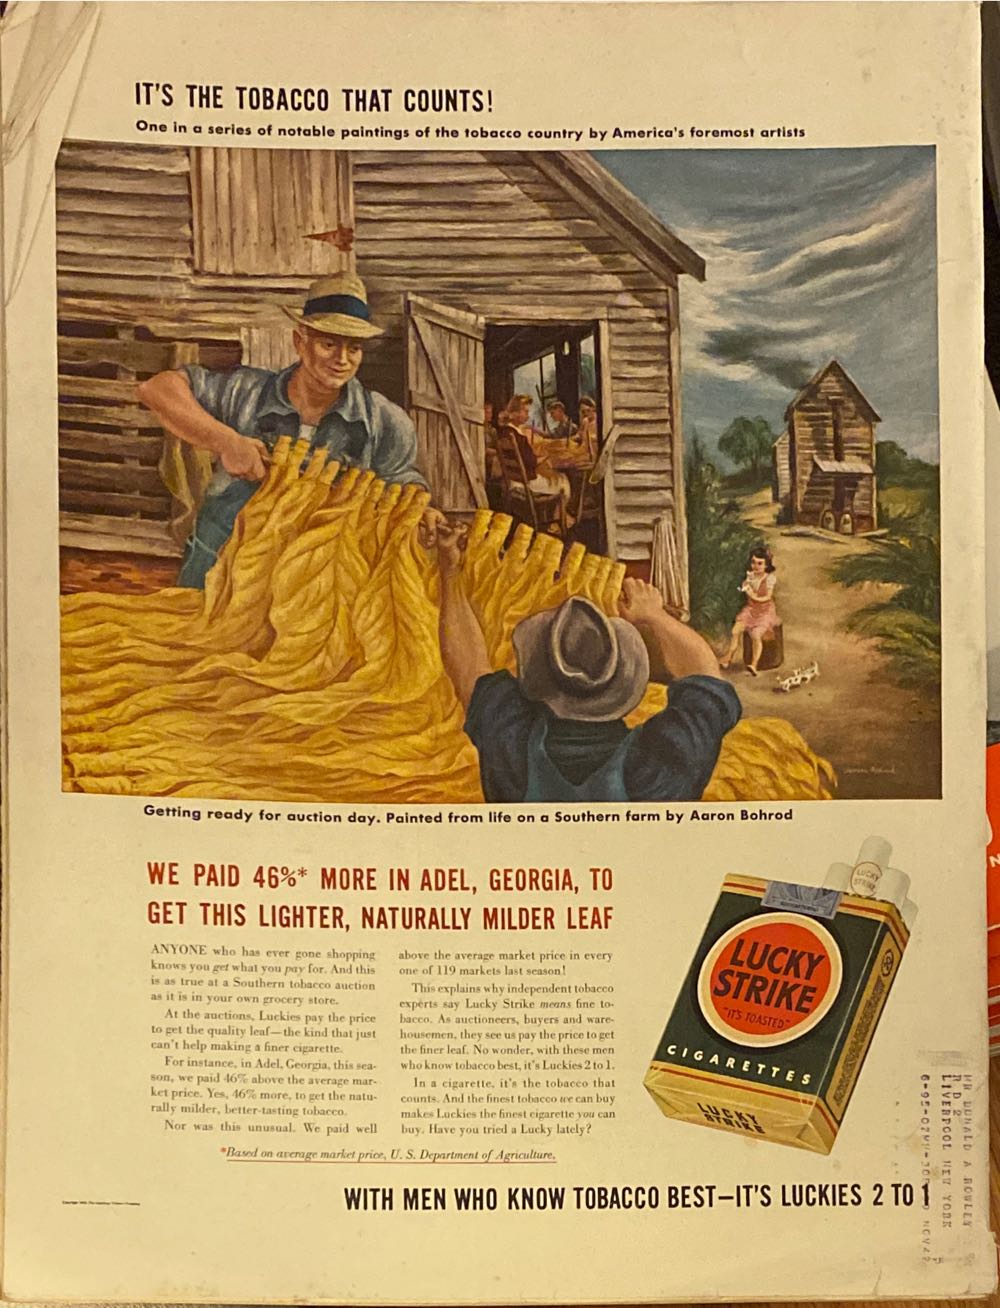 IT'S THE TOBACCO THAT COUNTS!
One in a series of notable paintings of the tobacco country by America's foremost artists
Aaron Bohrod
Getting ready for auction day. Painted from life on a Southern farm by Aaron Bohrod
WE PAID 46%* MORE IN ADEL, GEORGIA, TO
GET THIS LIGHTER, NATURALLY MILDER LEAF
ANYONE who has ever gone shopping
knows you get what you pay for. And this
is as true at a Southern tobacco auction
as it is in your own grocery store.
At the auctions, Luckies pay the price
to get the quality leaf—the kind that just
can't help making a finer cigarette.
For instance, in Adel, Georgia, this sea-
son, we paid 46% above the average mar-
ket price. Yes, 46% more, to get the natu-
rally milder, better-tasting tobacco.
Nor was this unusual. We paid well
above the average market price in every
one of 119 markets last season!
This explains why independent tobacco
experts say Lucky Strike means fine to-
bacco. As auctioneers, buyers and ware-
housemen, they see us pay the price to get
the finer leaf. No wonder, with these men
who know tobacco best, it's Luckies 2 to 1.
In a cigarette, it's the tobacco that
counts. And the finest tobacco we can buy
makes Luckies the finest cigarette you can
buy. Have you tried a Lucky lately?
*Based on average market price, U. S. Department of Agriculture.
LUCKY
STRIKE
LUCKY
STRIKE
"IT'S TOASTED"
CIGARETTES
LUCKY
STRIKE
WITH MEN WHO KNOW TOBACCO BEST—IT'S LUCKIES 2 TO 1
MR DONALD A ROWLEY
R D 2
LIVERPOOL NEW YORK